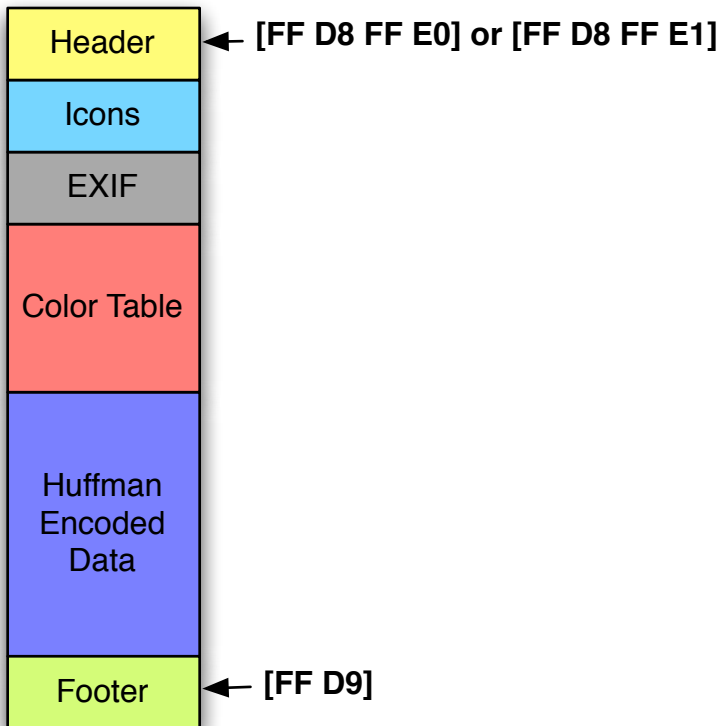 Header
[FF D8 FF E0] or [FF D8 FF E1]
Icons
EXIF
Color Table
Huffman
Encoded
Data
Footer
[FF D9]